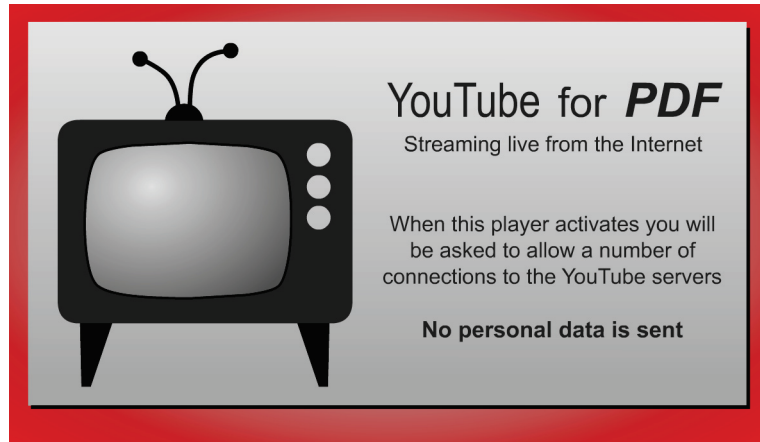 YouTube for PDF
Streaming live from the Internet
When this player activates you will
be asked to allow a number of
connections to the YouTube servers
No personal data is sent